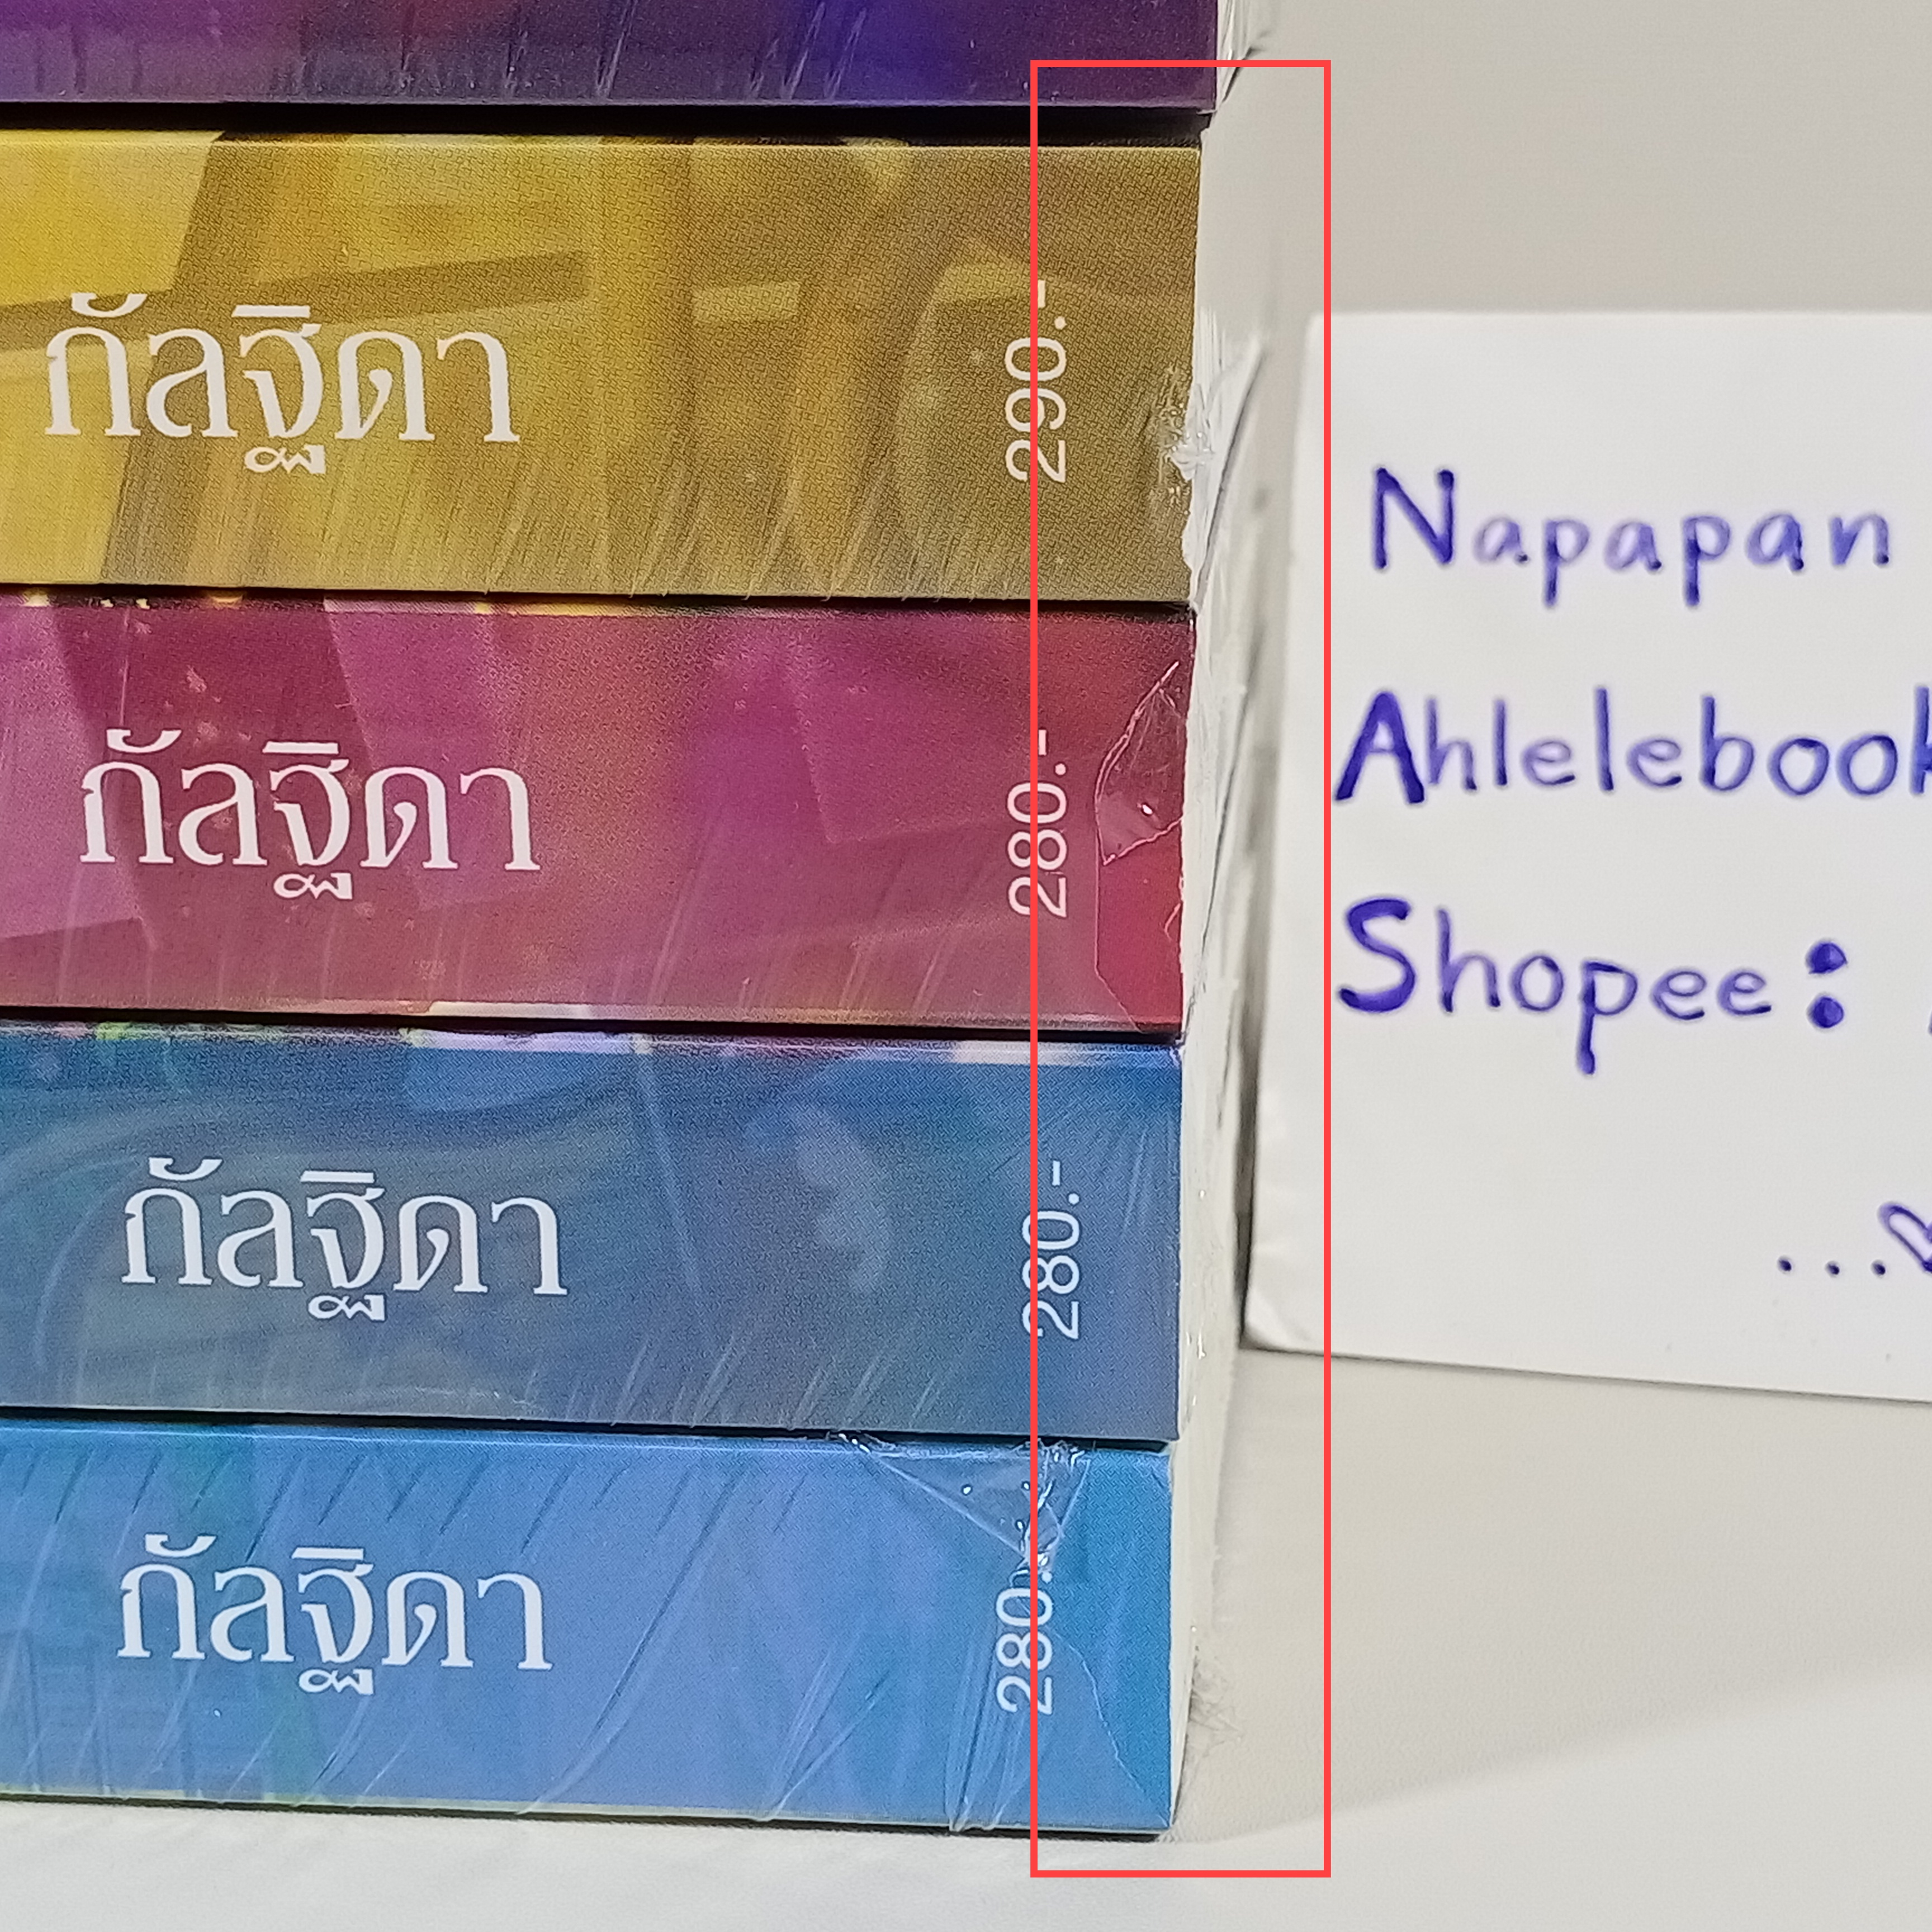 กัลฐิดา 290.-
กัลฐิดา 280.-
กัลฐิดา 280.-
กัลฐิดา 280.-
Napapan
Ahlelebook
Shopee :
...♡